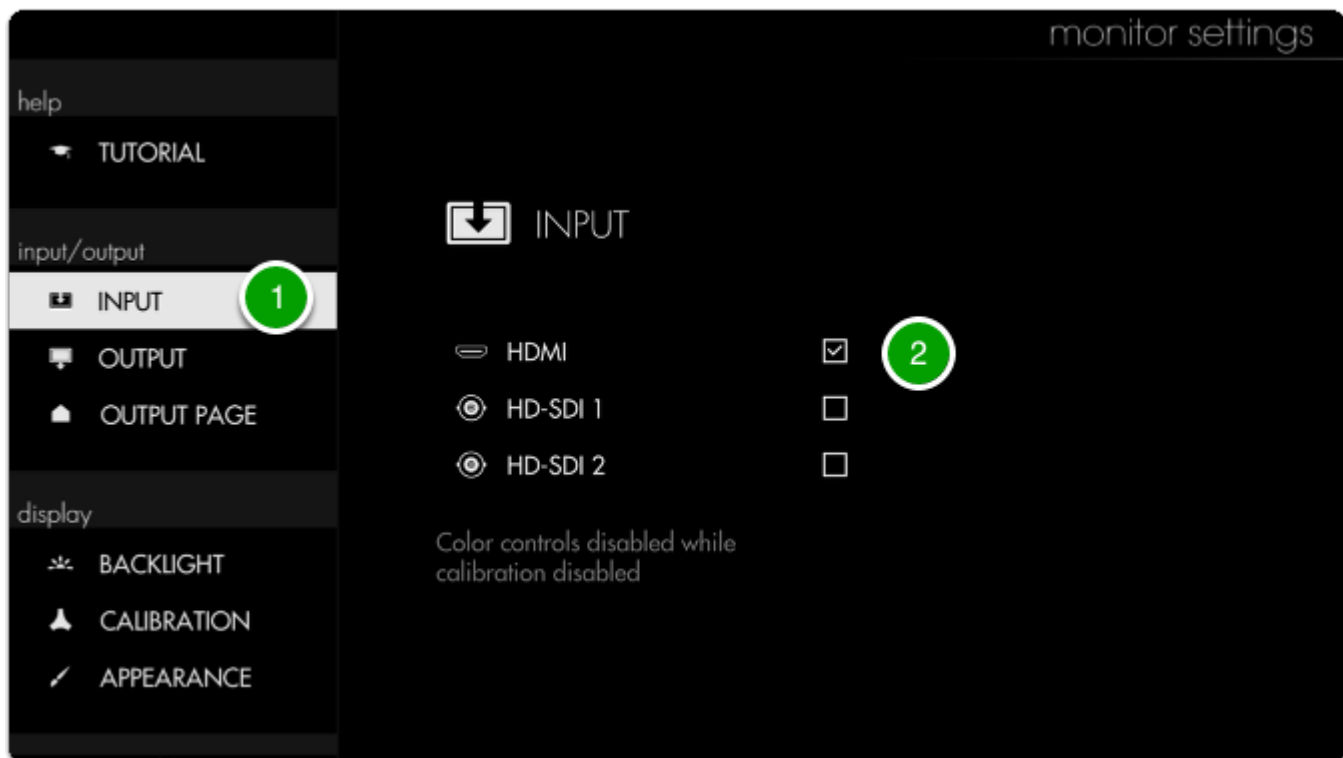 monitor settings
help
TUTORIAL
input/output
INPUT
1
OUTPUT
OUTPUT PAGE
display
BACKLIGHT
CALIBRATION
APPEARANCE
INPUT
HDMI
2
HD-SDI 1
HD-SDI 2
Color controls disabled while
calibration disabled